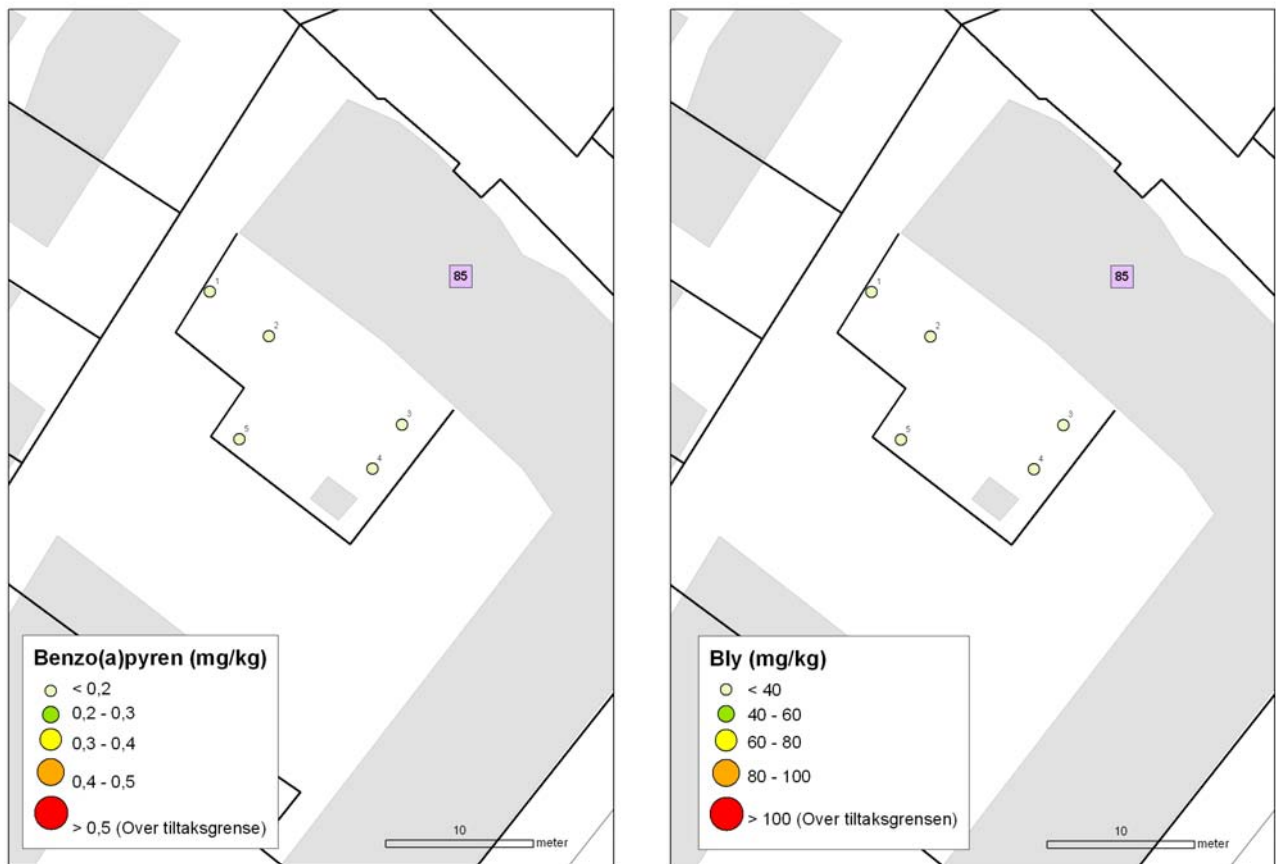 85
1
2
3
5
4
Benzo(a)pyren (mg/kg)
< 0,2
0,2 - 0,3
0,3 - 0,4
0,4 - 0,5
> 0,5 (Over tiltaksgrense)
10
meter
85
1
2
3
5
4
Bly (mg/kg)
< 40
40 - 60
60 - 80
80 - 100
> 100 (Over tiltaksgrensen)
10
meter